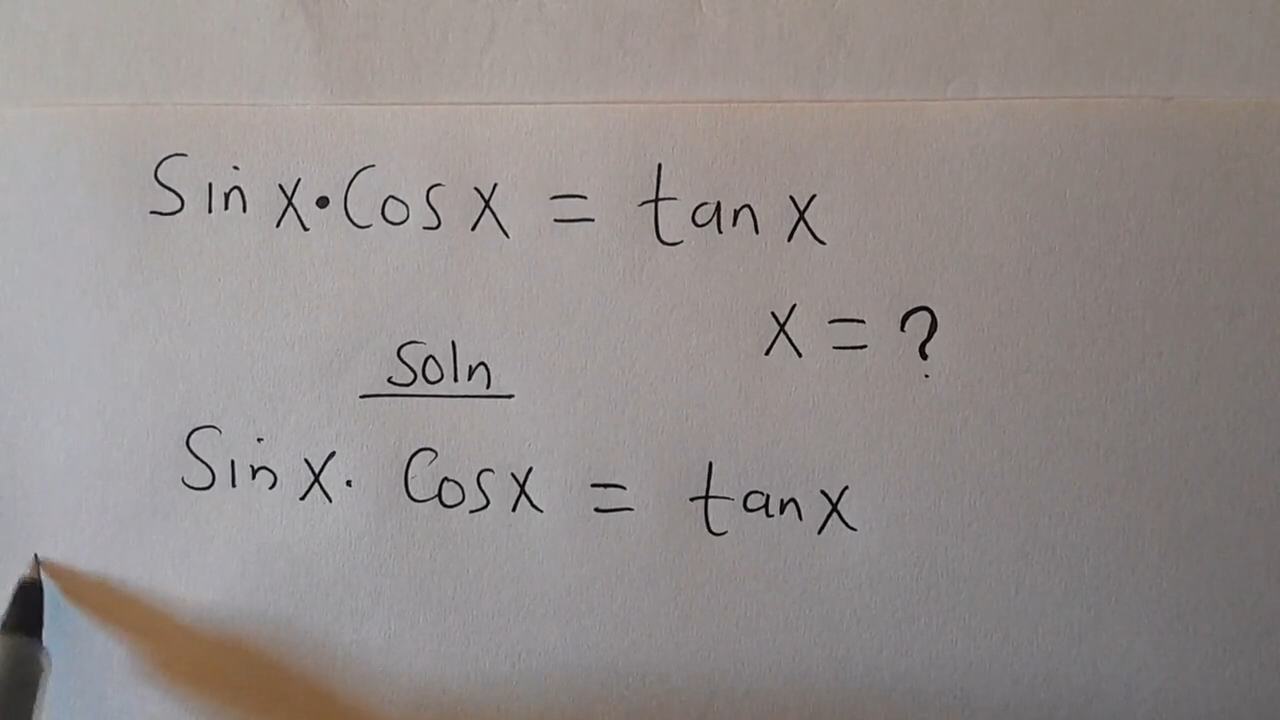 Sin x · Cos x = tan x
x = ?
Soln
Sin x . Cos x = tan x